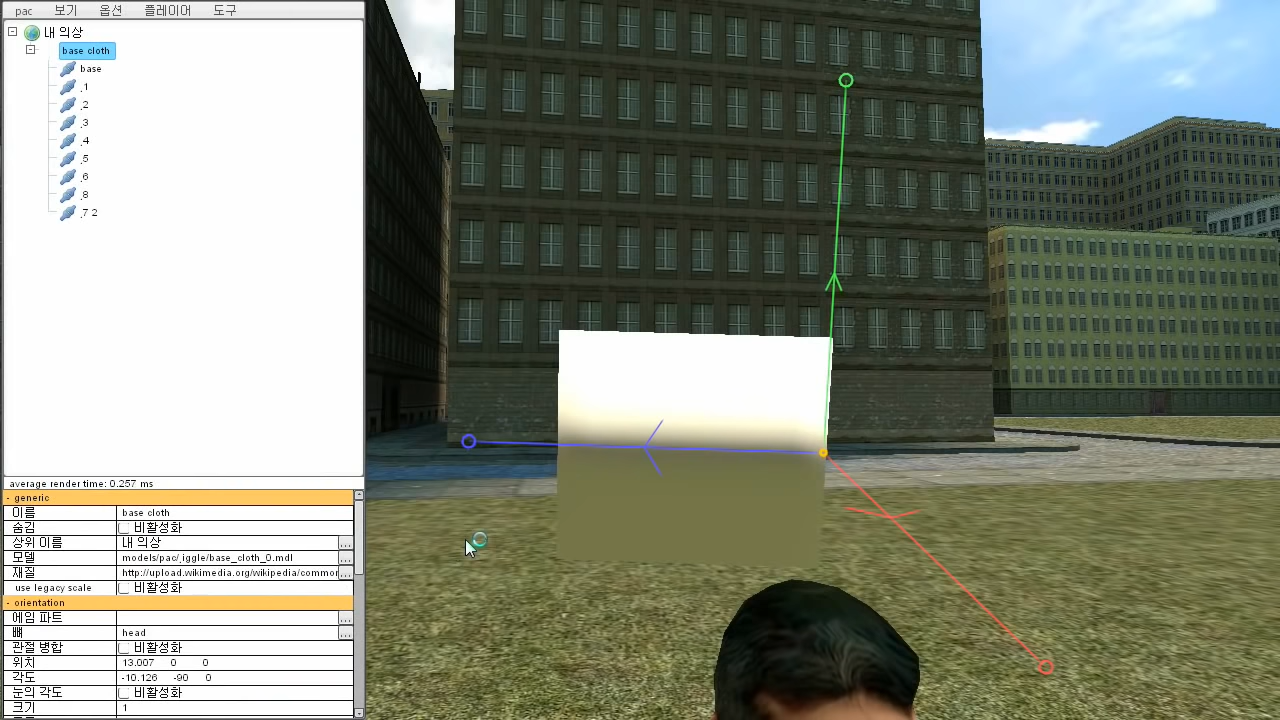 pac 보기 옵션 플레이어 도구
내 의상
base cloth
base
.1
.2
.3
.4
.5
.6
.8
.7 2
average render time: 0.257 ms
- generic
이름 base cloth
숨김 비활성화
상위 이름 내 의상 ...
모델 models/pac/jiggle/base_cloth_0.mdl ...
재질 http://upload.wikimedia.org/wikipedia/commor ...
use legacy scale 비활성화
- orientation
에임 파트 ...
뼈 head ...
관절 병합 비활성화
위치 13.007 0 0
각도 -10.126 -90 0
눈의 각도 비활성화
크기 1